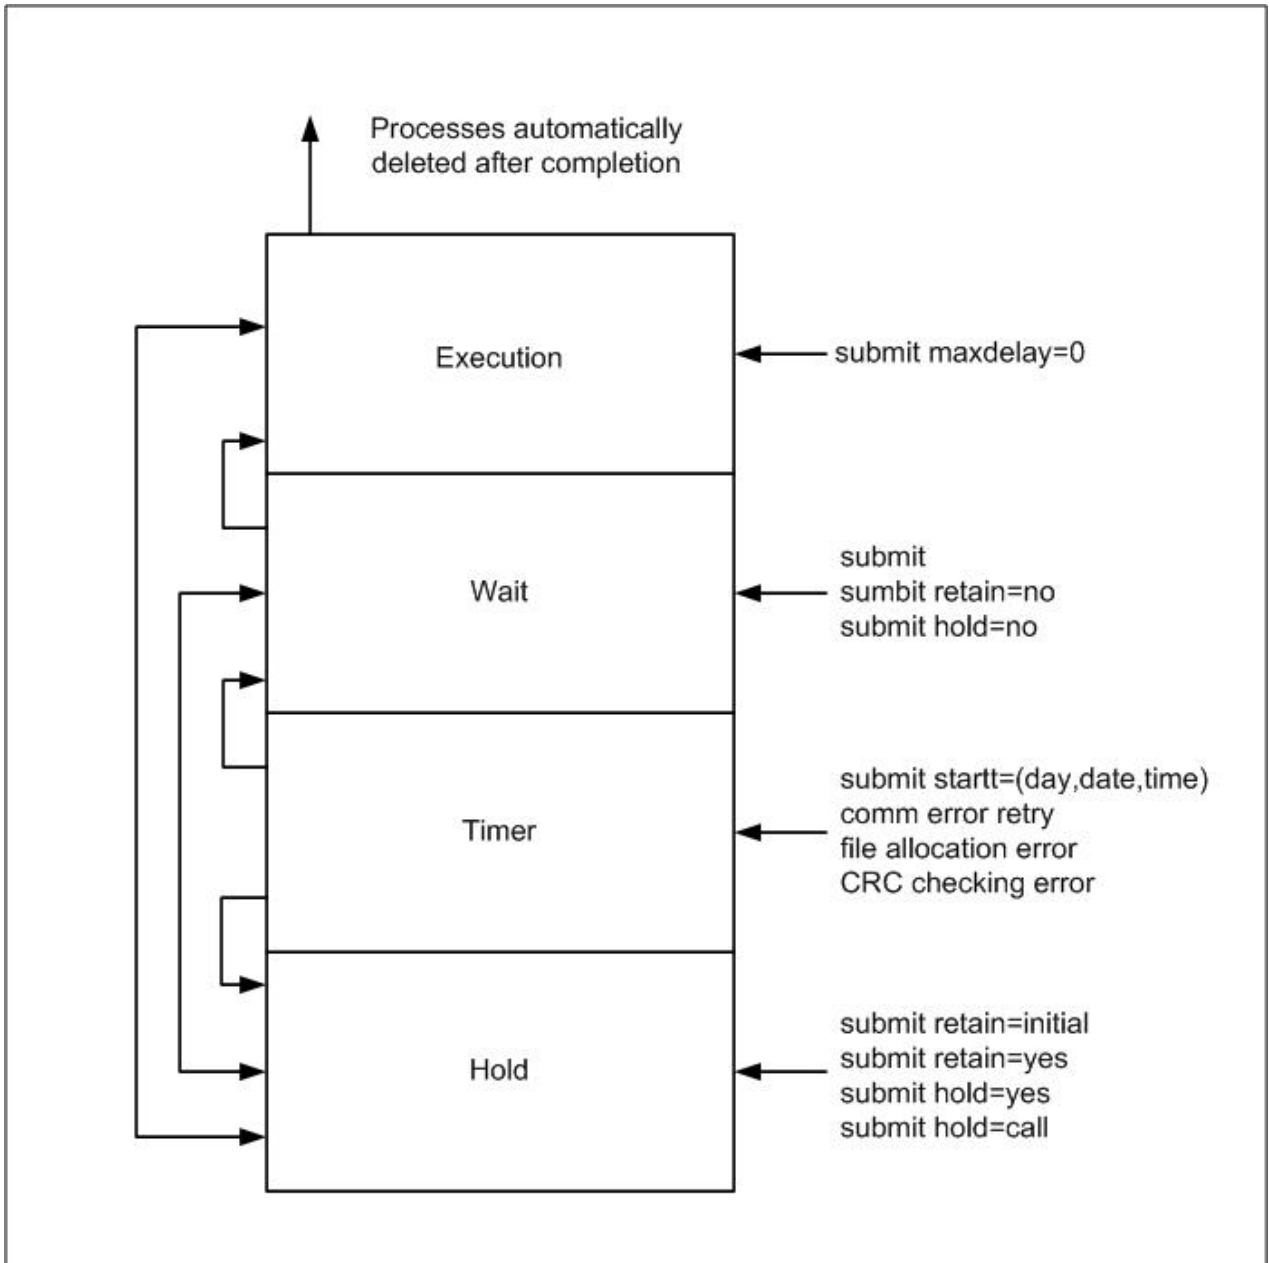 Processes automatically
deleted after completion
Execution
submit maxdelay=0
Wait
submit
sumbit retain=no
submit hold=no
Timer
submit startt=(day,date,time)
comm error retry
file allocation error
CRC checking error
Hold
submit retain=initial
submit retain=yes
submit hold=yes
submit hold=call